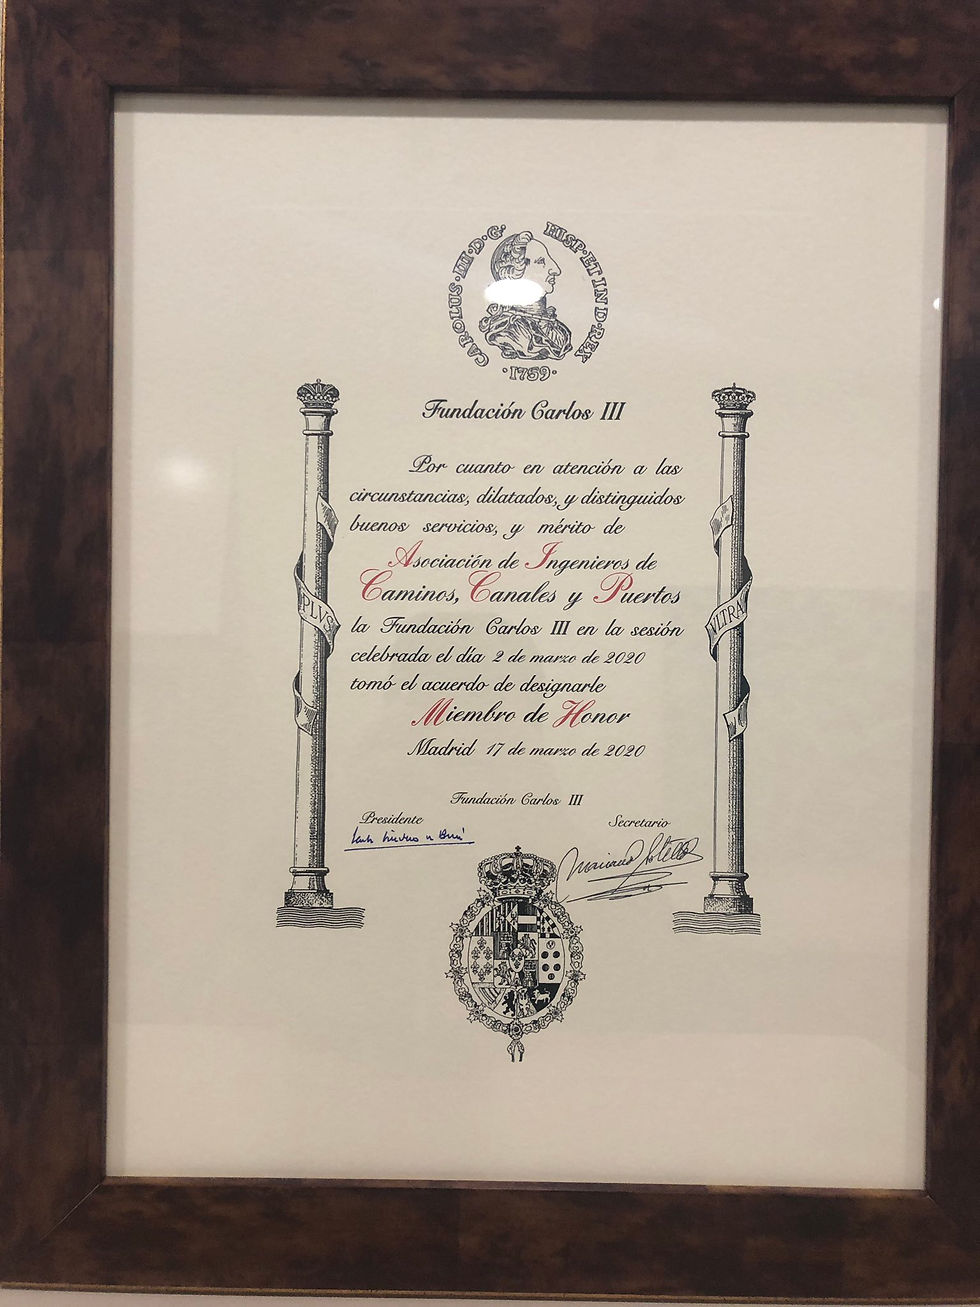 CAROLUS·III·D·G· HISP·ET IND·REX
·1759·
Fundación Carlos III
Por cuanto en atención a las
circunstancias, dilatados, y distinguidos
buenos servicios, y mérito de
Asociación de Ingenieros de
Caminos, Canales y Puertos
la Fundación Carlos III en la sesión
celebrada el día 2 de marzo de 2020
tomó el acuerdo de designarle
Miembro de Honor
Madrid 17 de marzo de 2020
PLVS
VLTRA
Fundación Carlos III
Presidente
Secretario